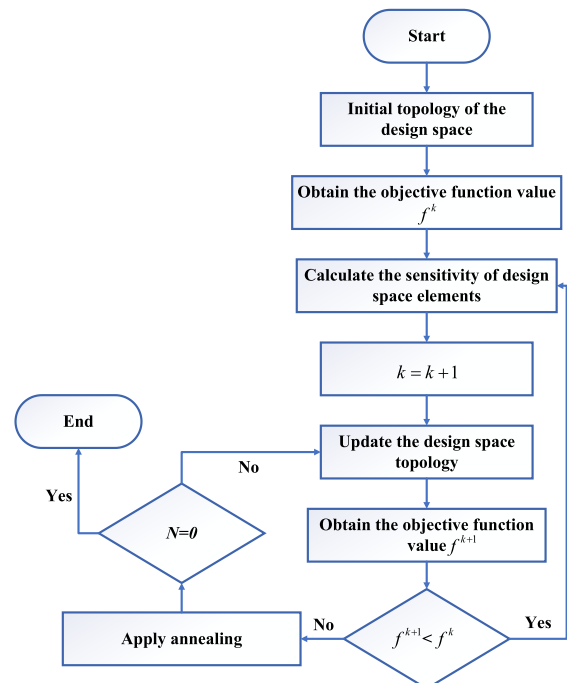 Start
Initial topology of the
design space
Obtain the objective function value
f^k
Calculate the sensitivity of design
space elements
k = k + 1
Update the design space
topology
Obtain the objective function
value f^{k+1}
f^{k+1} < f^k
Yes
No
Apply annealing
N=0
No
Yes
End